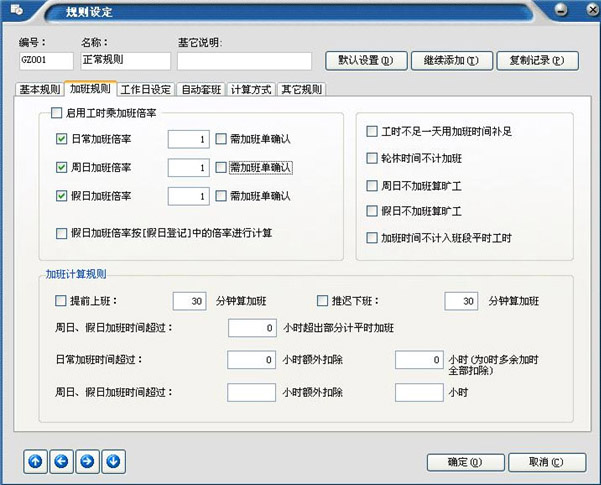 规则设定
编号: 名称: 基它说明:
GZ001 正常规则 默认设置(D) 继续添加(T) 复制记录(P)
基本规则 加班规则 工作日设定 自动套班 计算方式 其它规则
启用工时乘加班倍率
日常加班倍率 1 需加班单确认
周日加班倍率 1 需加班单确认
假日加班倍率 1 需加班单确认
假日加班倍率按[假日登记]中的倍率进行计算
工时不足一天用加班时间补足
轮休时间不计加班
周日不加班算旷工
假日不加班算旷工
加班时间不计入班段平时工时
加班计算规则
提前上班: 30 分钟算加班 推迟下班: 30 分钟算加班
周日、假日加班时间超过: 0 小时超出部分计平时加班
日常加班时间超过: 0 小时额外扣除 0 小时(为0时多余加时
全部扣除)
周日、假日加班时间超过: 小时额外扣除 小时
确定(O) 取消(C)